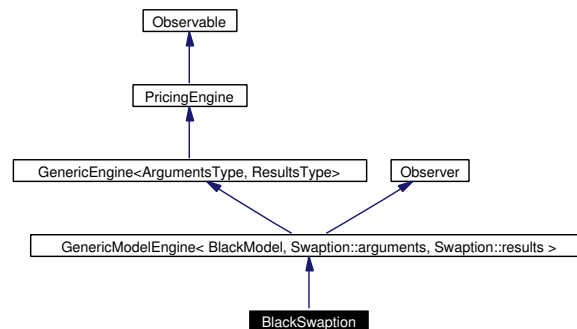 Observable
PricingEngine
GenericEngine<ArgumentsType, ResultsType>
Observer
GenericModelEngine< BlackModel, Swaption::arguments, Swaption::results >
BlackSwaption